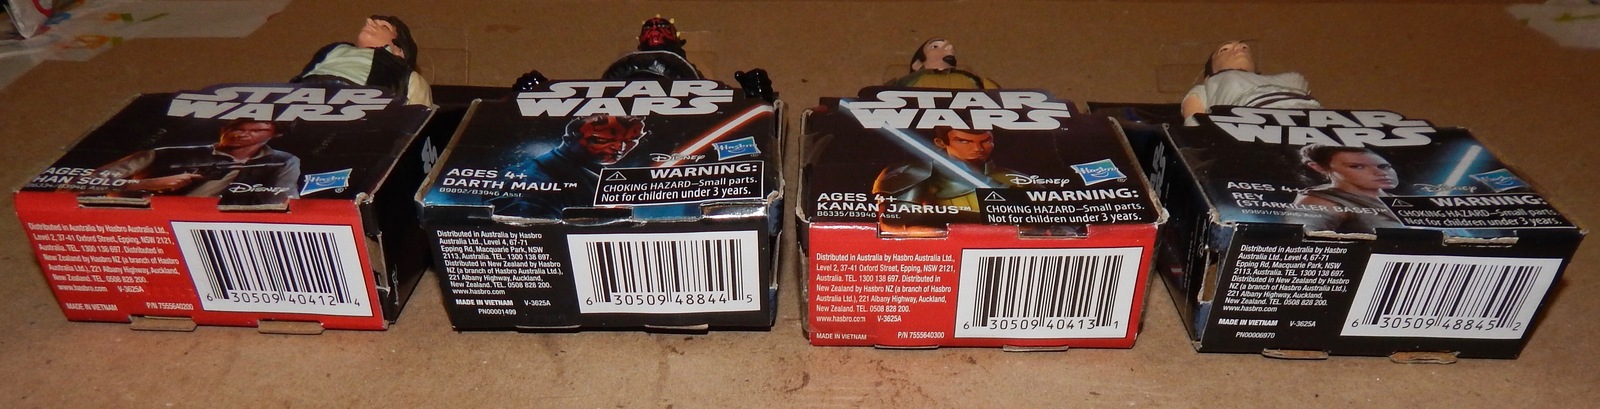 STAR
WARS
AGES 4+
HAN SOLO™
B6334/B3946 Asst.
Disney
Hasbro
®
Distributed in Australia by Hasbro
Australia Ltd.,
Level 2, 37-41 Oxford Street, Epping, NSW 2121,
Australia. TEL. 1300 138 697. Distributed in
New Zealand by Hasbro NZ (a branch of Hasbro
Australia Ltd.), 221 Albany Highway, Auckland,
New Zealand. TEL. 0508 828 200.
www.hasbro.com V-3625A
MADE IN VIETNAM P/N 7555640200
6 30509 40412 4
STAR
WARS
™
Disney
Hasbro
AGES 4+
DARTH MAUL™
B9892/B3946 Asst.
WARNING:
CHOKING HAZARD—Small parts.
Not for children under 3 years.
Distributed in Australia by Hasbro
Australia Ltd., Level 4, 67-71
Epping Rd, Macquarie Park, NSW
2113, Australia. TEL. 1300 138 697.
Distributed in New Zealand by Hasbro
NZ (a branch of Hasbro Australia Ltd.),
221 Albany Highway, Auckland,
New Zealand. TEL. 0508 828 200.
www.hasbro.com
MADE IN VIETNAM V-3625A
PN00001499
6 30509 48844 5
STAR
WARS
™
Disney
Hasbro
AGES 4+
KANAN JARRUS™
B6335/B3946 Asst.
WARNING:
CHOKING HAZARD—Small parts.
Not for children under 3 years.
Distributed in Australia by Hasbro
Australia Ltd.,
Level 2, 37-41 Oxford Street, Epping, NSW 2121,
Australia. TEL. 1300 138 697. Distributed in
New Zealand by Hasbro NZ (a branch of Hasbro
Australia Ltd.), 221 Albany Highway, Auckland,
New Zealand. TEL. 0508 828 200.
www.hasbro.com V-3625A
MADE IN VIETNAM P/N 7555640300
6 30509 40413 1
STAR
WARS
Disney
Hasbro
AGES 4+
REY
(STARKILLER BASE)™
B9891/B3946 Asst.
WARNING:
CHOKING HAZARD—Small parts.
Not for children under 3 years.
Distributed in Australia by Hasbro
Australia Ltd., Level 4, 67-71
Epping Rd, Macquarie Park, NSW
2113, Australia. TEL. 1300 138 697.
Distributed in New Zealand by Hasbro
NZ (a branch of Hasbro Australia Ltd.),
221 Albany Highway, Auckland,
New Zealand. TEL. 0508 828 200.
www.hasbro.com
MADE IN VIETNAM V-3625A
PN00006970
6 30509 48845 2